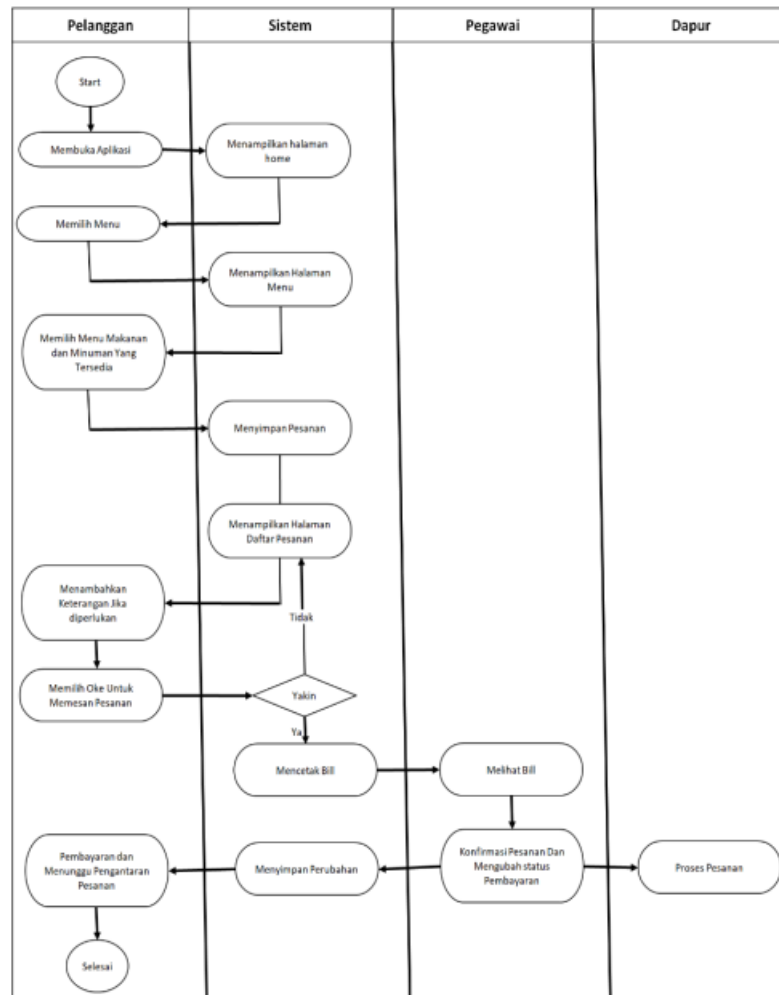 Pelanggan
Sistem
Pegawai
Dapur
Start
Membuka Aplikasi
Menampilkan halaman
home
Memilih Menu
Menampilkan Halaman
Menu
Memilih Menu Makanan
dan Minuman Yang
Tersedia
Menyimpan Pesanan
Menampilkan Halaman
Daftar Pesanan
Menambahkan
Keterangan Jika
diperlukan
Tidak
Memilih Oke Untuk
Memesan Pesanan
Yakin
Ya
Mencetak Bill
Melihat Bill
Pembayaran dan
Menunggu Pengantaran
Pesanan
Menyimpan Perubahan
Konfirmasi Pesanan Dan
Mengubah status
Pembayaran
Proses Pesanan
Selesai